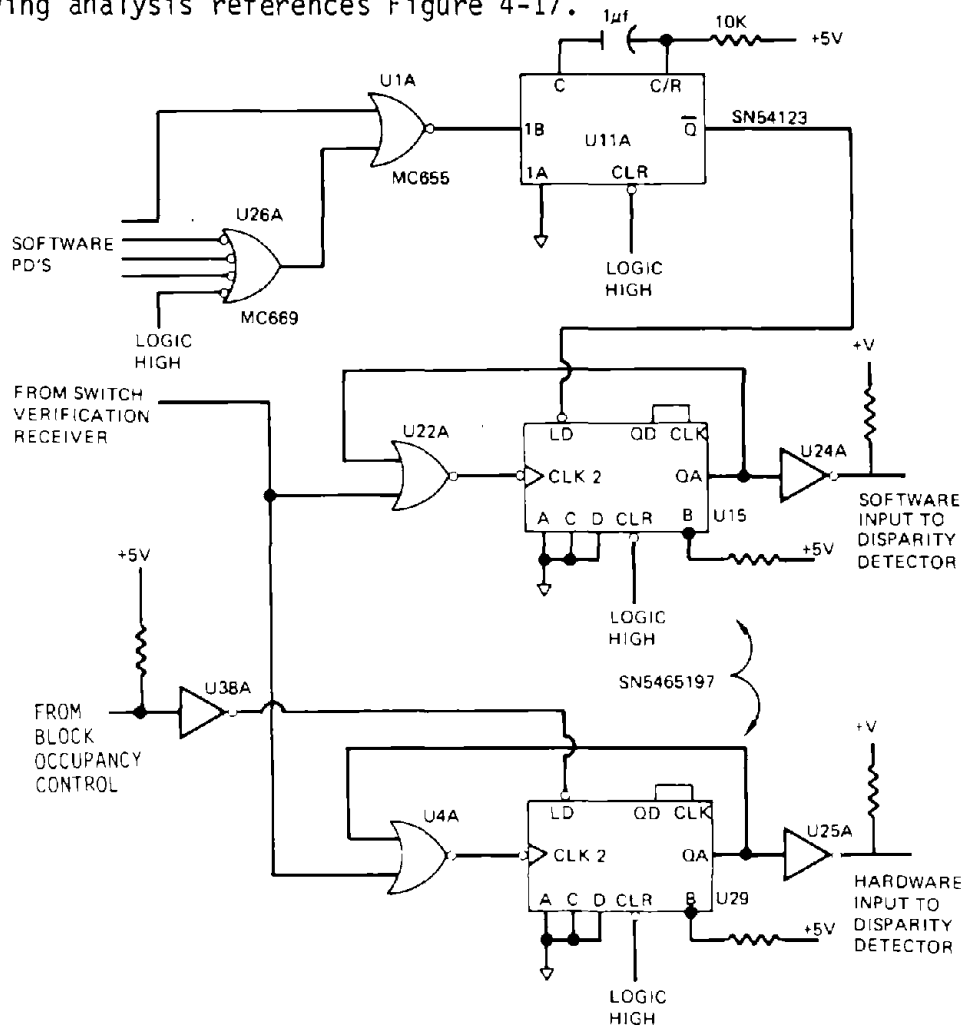 ving analysis references Figure 4-17.
1μf
10K
+5V
U1A
C
C/R
SN54123
1B
Q
U11A
MC655
1A
CLR
U26A
SOFTWARE
PD'S
LOGIC
HIGH
MC669
LOGIC
HIGH
+V
FROM SWITCH
VERIFICATION
RECEIVER
U22A
LD
QD
CLK
U24A
CLK 2
QA
A
C
D
CLR
B
U15
SOFTWARE
INPUT TO
DISPARITY
DETECTOR
+5V
+5V
LOGIC
HIGH
SN5465197
U38A
FROM
BLOCK
OCCUPANCY
CONTROL
+V
U4A
LD
QD
CLK
U25A
CLK 2
QA
A
C
D
CLR
B
U29
HARDWARE
INPUT TO
DISPARITY
DETECTOR
+5V
LOGIC
HIGH